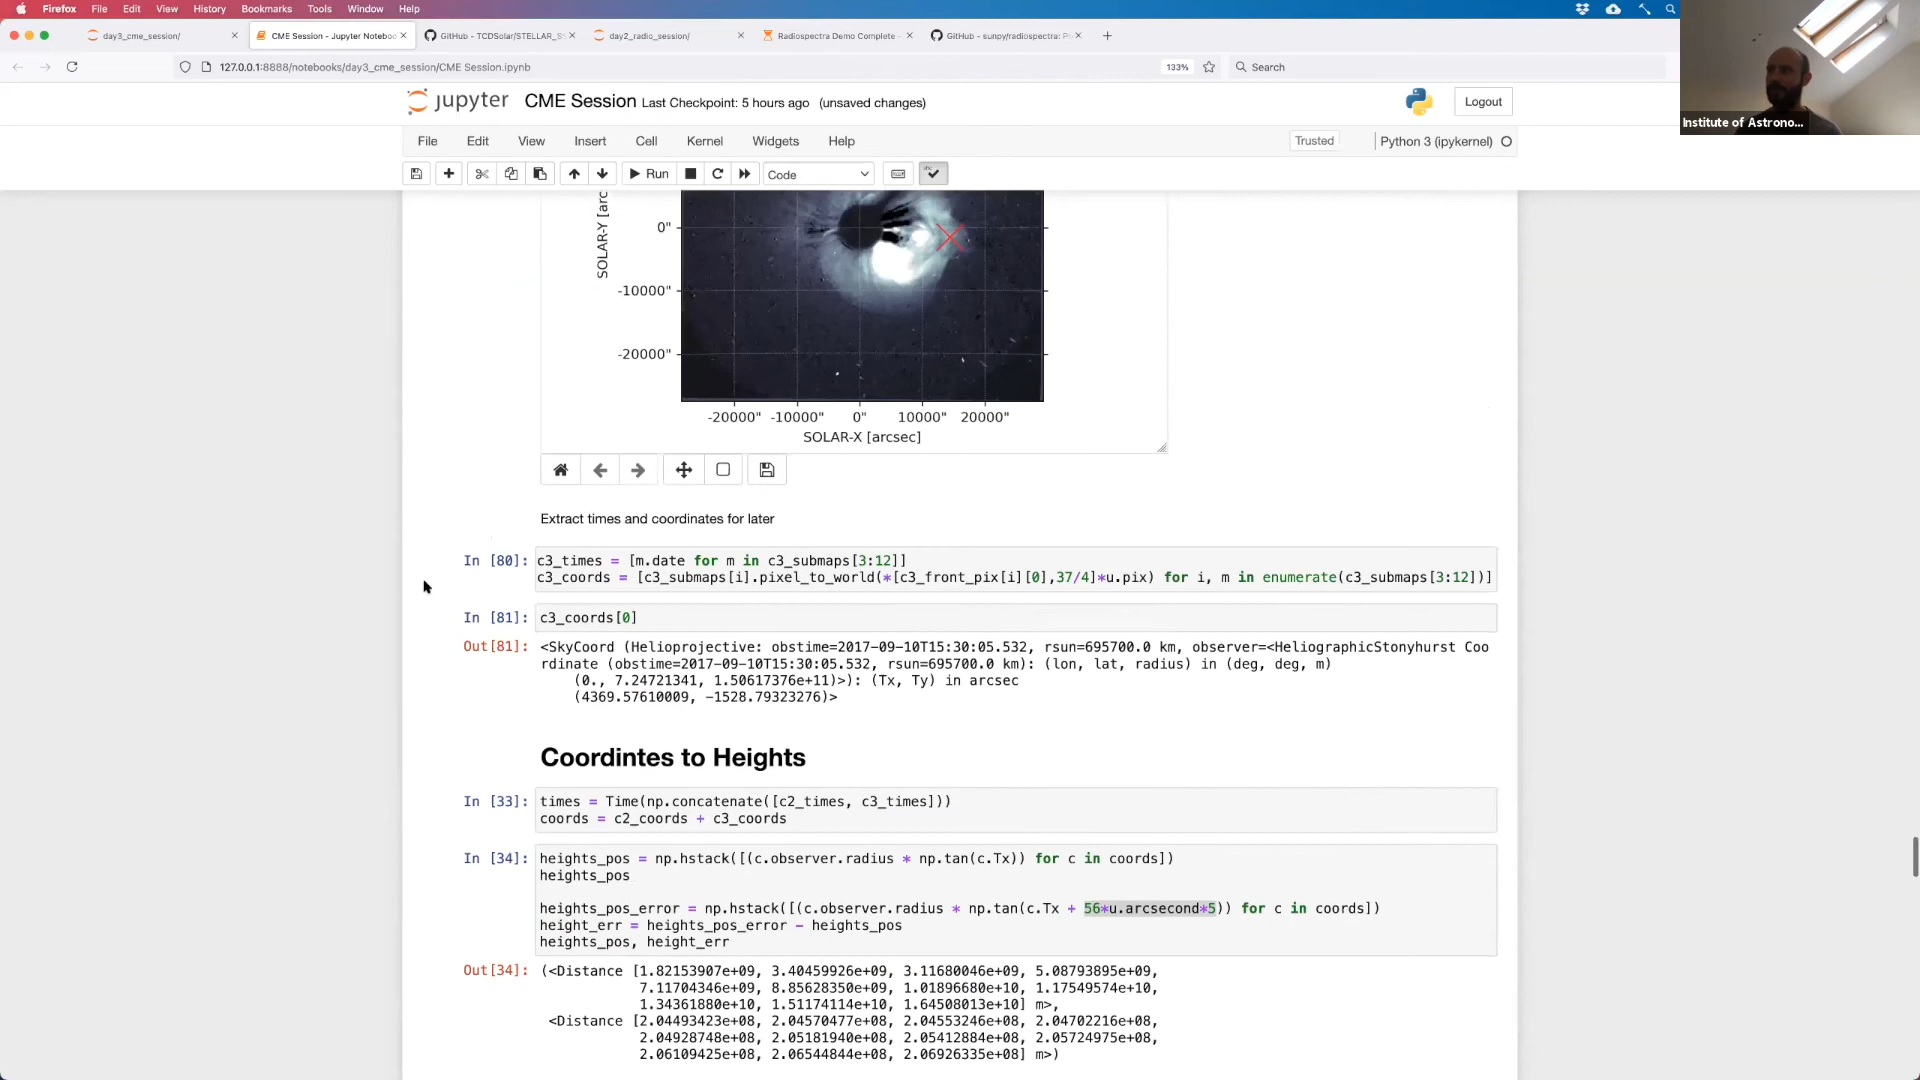 Firefox File Edit View History Bookmarks Tools Window Help
day3_cme_session/ × CME Session - Jupyter Noteboo × GitHub - TCDSolar/STELLAR_S × day2_radio_session/ × Radiospectra Demo Complete - × GitHub - sunpy/radiospectra: P × +
127.0.0.1:8888/notebooks/day3_cme_session/CME Session.ipynb 133% Search
Institute of Astrono...
jupyter CME Session Last Checkpoint: 5 hours ago (unsaved changes) Logout
File Edit View Insert Cell Kernel Widgets Help Trusted Python 3 (ipykernel)
Run Code
SOLAR-Y [arc
0"
-10000"
-20000"
-20000" -10000" 0" 10000" 20000"
SOLAR-X [arcsec]
Extract times and coordinates for later
In [80]: c3_times = [m.date for m in c3_submaps[3:12]]
c3_coords = [c3_submaps[i].pixel_to_world(*[c3_front_pix[i][0],37/4]*u.pix) for i, m in enumerate(c3_submaps[3:12])]
In [81]: c3_coords[0]
Out[81]: <SkyCoord (Helioprojective: obstime=2017-09-10T15:30:05.532, rsun=695700.0 km, observer=<HeliographicStonyhurst Coo
rdinate (obstime=2017-09-10T15:30:05.532, rsun=695700.0 km): (lon, lat, radius) in (deg, deg, m)
(0., 7.24721341, 1.50617376e+11)>): (Tx, Ty) in arcsec
(4369.57610009, -1528.79323276)>
Coordintes to Heights
In [33]: times = Time(np.concatenate([c2_times, c3_times]))
coords = c2_coords + c3_coords
In [34]: heights_pos = np.hstack([(c.observer.radius * np.tan(c.Tx)) for c in coords])
heights_pos
heights_pos_error = np.hstack([(c.observer.radius * np.tan(c.Tx + 56*u.arcsecond*5)) for c in coords])
height_err = heights_pos_error - heights_pos
heights_pos, height_err
Out[34]: (<Distance [1.82153907e+09, 3.40459926e+09, 3.11680046e+09, 5.08793895e+09,
7.11704346e+09, 8.85628350e+09, 1.01896680e+10, 1.17549574e+10,
1.34361880e+10, 1.51174114e+10, 1.64508013e+10] m>,
<Distance [2.04493423e+08, 2.04570477e+08, 2.04553246e+08, 2.04702216e+08,
2.04928748e+08, 2.05181940e+08, 2.05412884e+08, 2.05724975e+08,
2.06109425e+08, 2.06544844e+08, 2.06926335e+08] m>)